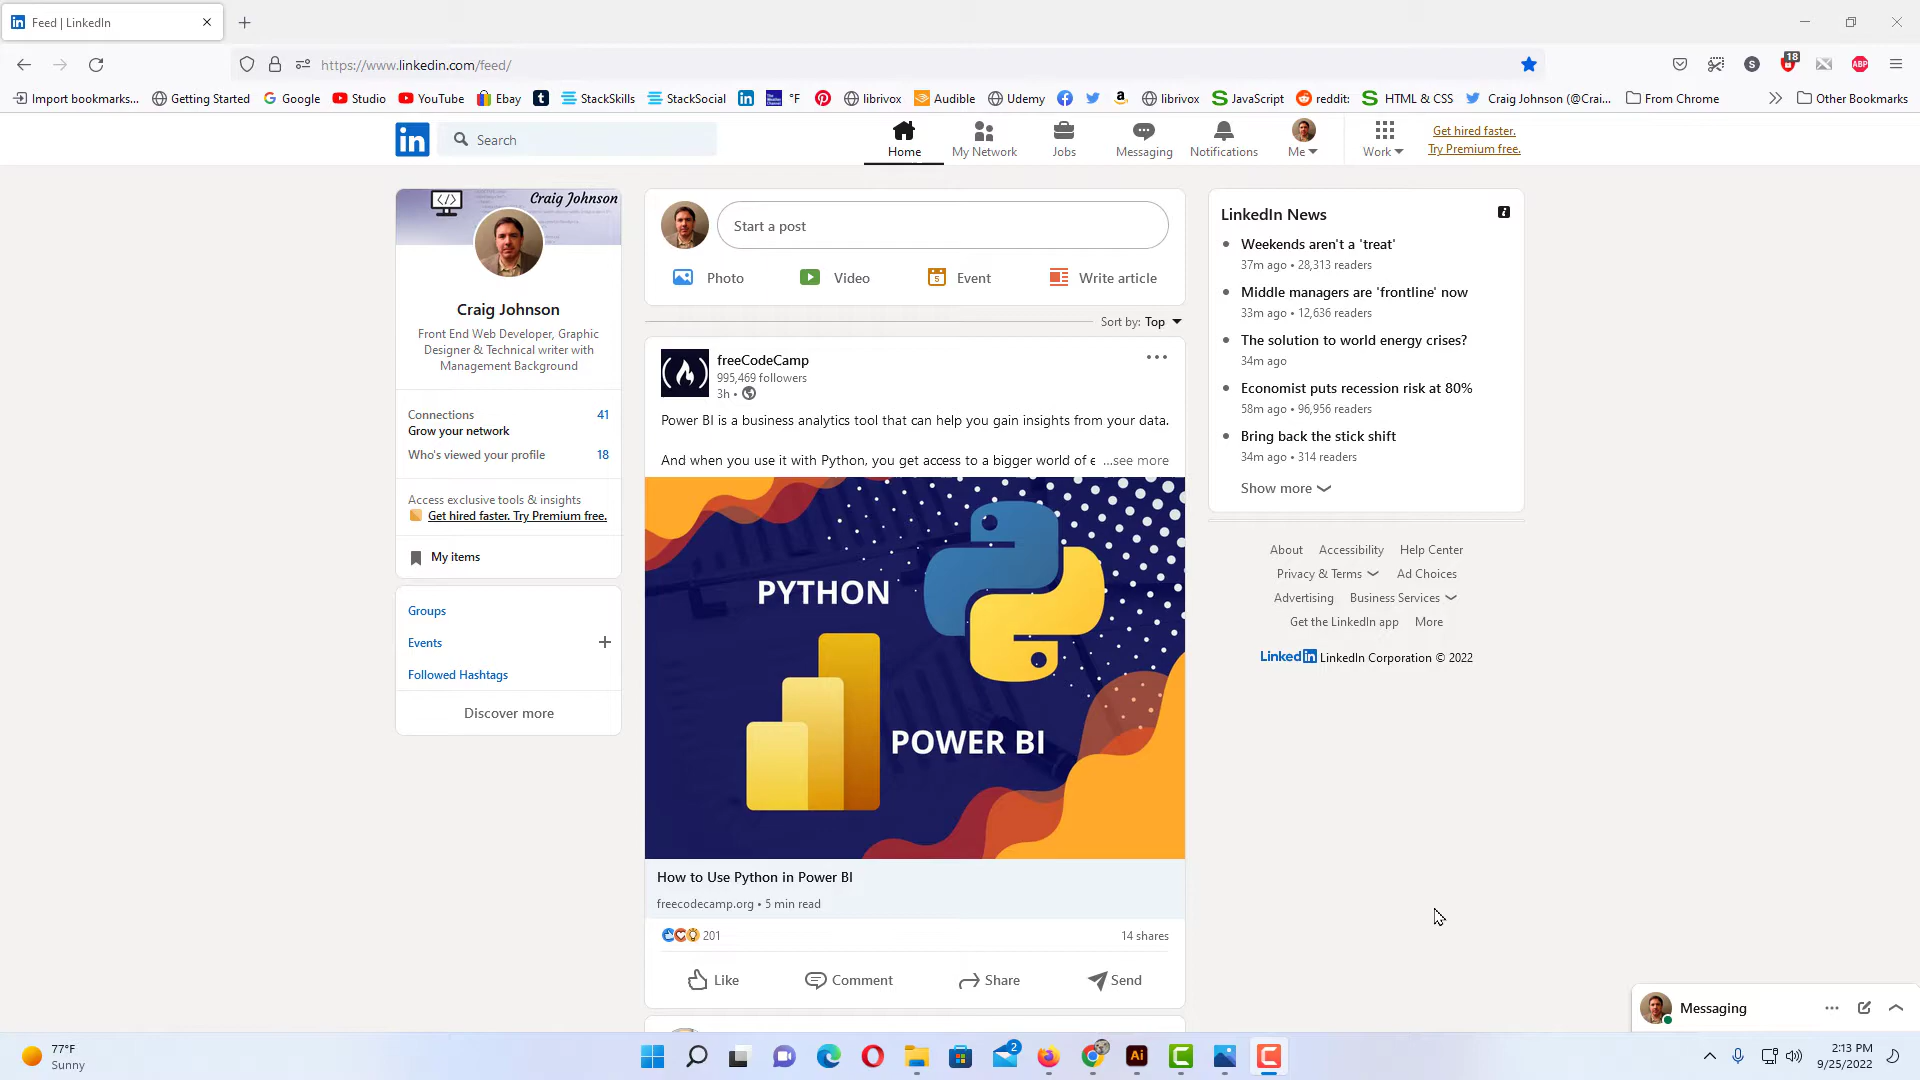 Feed | LinkedIn
https://www.linkedin.com/feed/
18
ABP
Import bookmarks...
Getting Started
Google
Studio
YouTube
Ebay
StackSkills
StackSocial
°F
librivox
Audible
Udemy
librivox
JavaScript
reddit:
HTML & CSS
Craig Johnson (@Crai...
From Chrome
Other Bookmarks
Search
Home
My Network
Jobs
Messaging
Notifications
Me
Work
Get hired faster.
Try Premium free.
Craig Johnson
Craig Johnson
Front End Web Developer, Graphic
Designer & Technical writer with
Management Background
Connections 41
Grow your network
Who's viewed your profile 18
Access exclusive tools & insights
Get hired faster. Try Premium free.
My items
Groups
Events
Followed Hashtags
Discover more
Start a post
Photo
Video
Event
Write article
Sort by: Top
freeCodeCamp
995,469 followers
3h •
Power BI is a business analytics tool that can help you gain insights from your data.
And when you use it with Python, you get access to a bigger world of e ...see more
PYTHON
POWER BI
How to Use Python in Power BI
freecodecamp.org • 5 min read
201
14 shares
Like
Comment
Share
Send
LinkedIn News
Weekends aren't a 'treat'
37m ago • 28,313 readers
Middle managers are 'frontline' now
33m ago • 12,636 readers
The solution to world energy crises?
34m ago
Economist puts recession risk at 80%
58m ago • 96,956 readers
Bring back the stick shift
34m ago • 314 readers
Show more
About Accessibility Help Center
Privacy & Terms Ad Choices
Advertising Business Services
Get the LinkedIn app More
LinkedIn LinkedIn Corporation © 2022
Messaging
77°F
Sunny
2
Ai
2:13 PM
9/25/2022